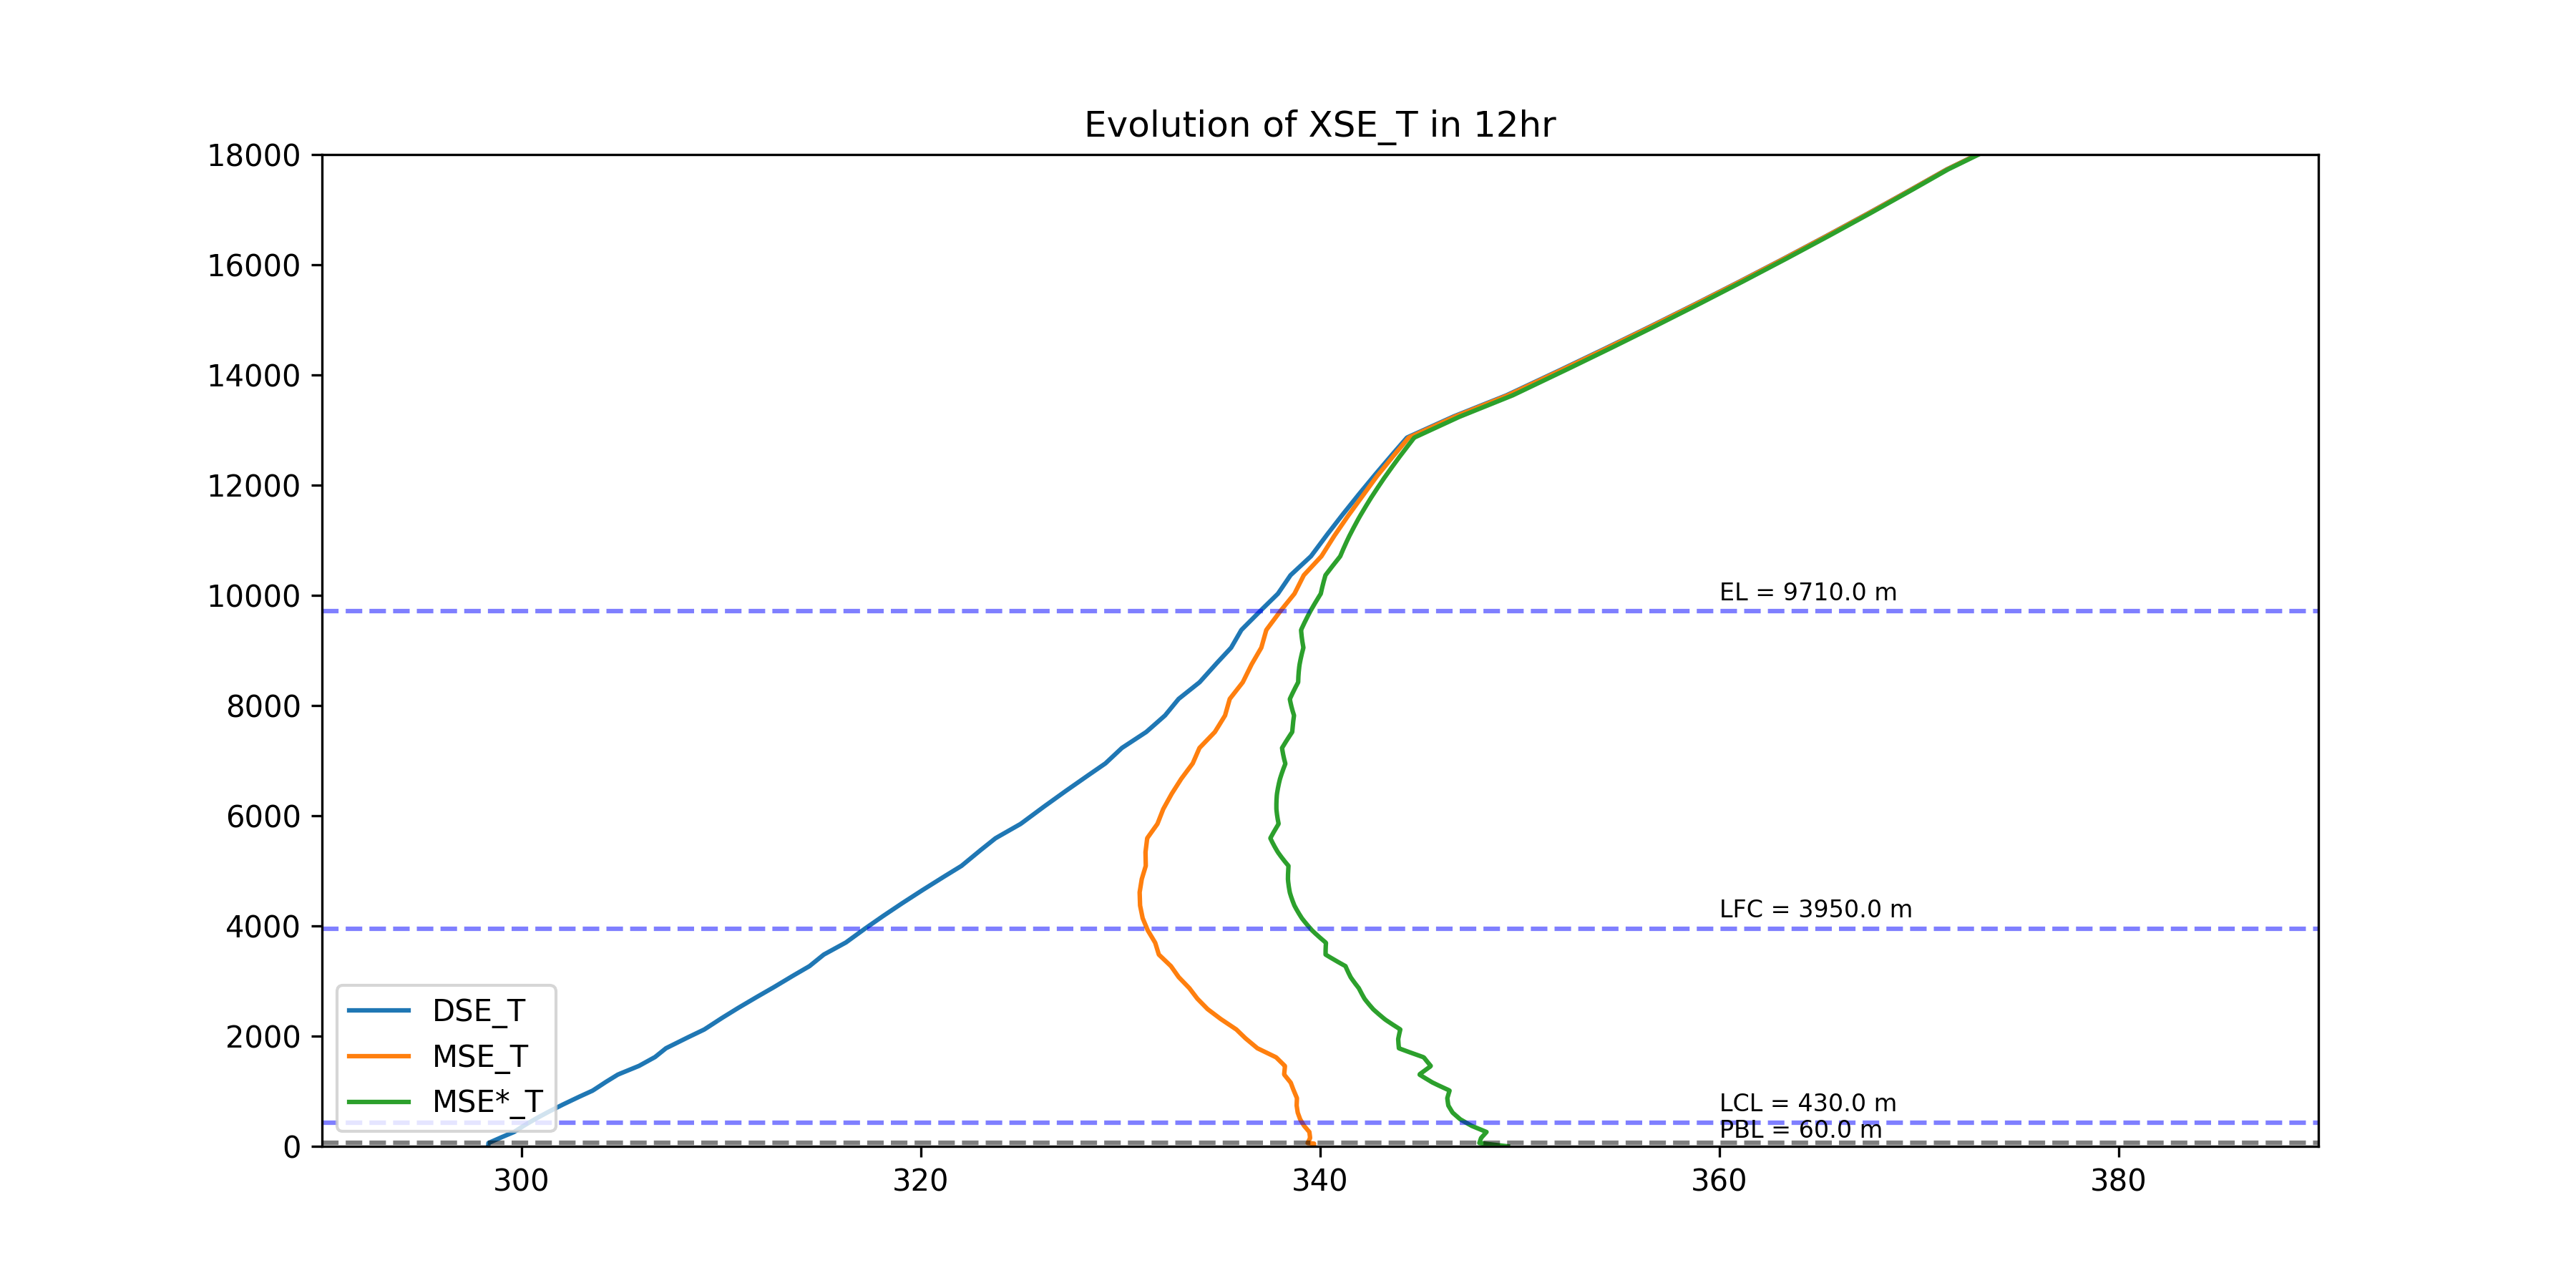 Evolution of XSE_T in 12hr
18000
16000
14000
12000
10000
8000
6000
4000
2000
0
EL = 9710.0 m
LFC = 3950.0 m
LCL = 430.0 m
PBL = 60.0 m
DSE_T
MSE_T
MSE*_T
300 320 340 360 380